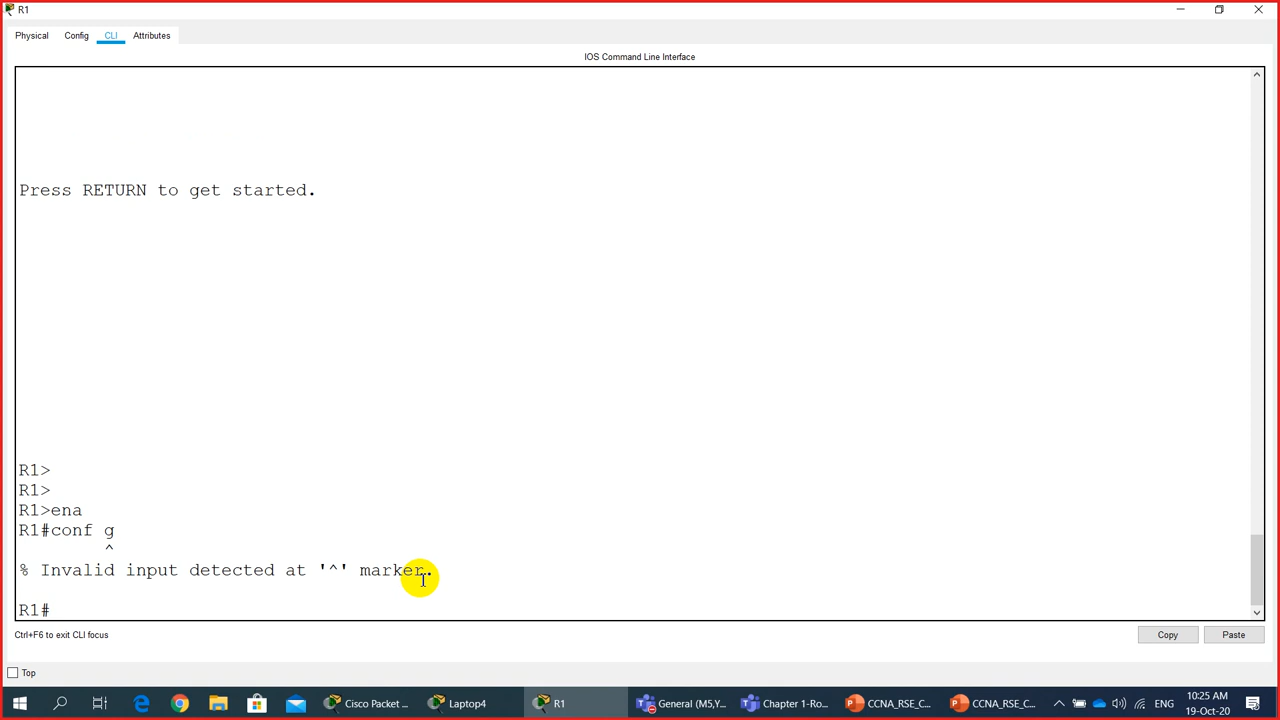 R1
Physical Config CLI Attributes
IOS Command Line Interface
Press RETURN to get started.
R1>
R1>
R1>ena
R1#conf g
^
% Invalid input detected at '^' marker.
R1#
Ctrl+F6 to exit CLI focus
Copy Paste
Top
Cisco Packet ... Laptop4 R1 General (M5,Y... Chapter 1-Ro... CCNA_RSE_C... CCNA_RSE_C... ENG
10:25 AM
19-Oct-20